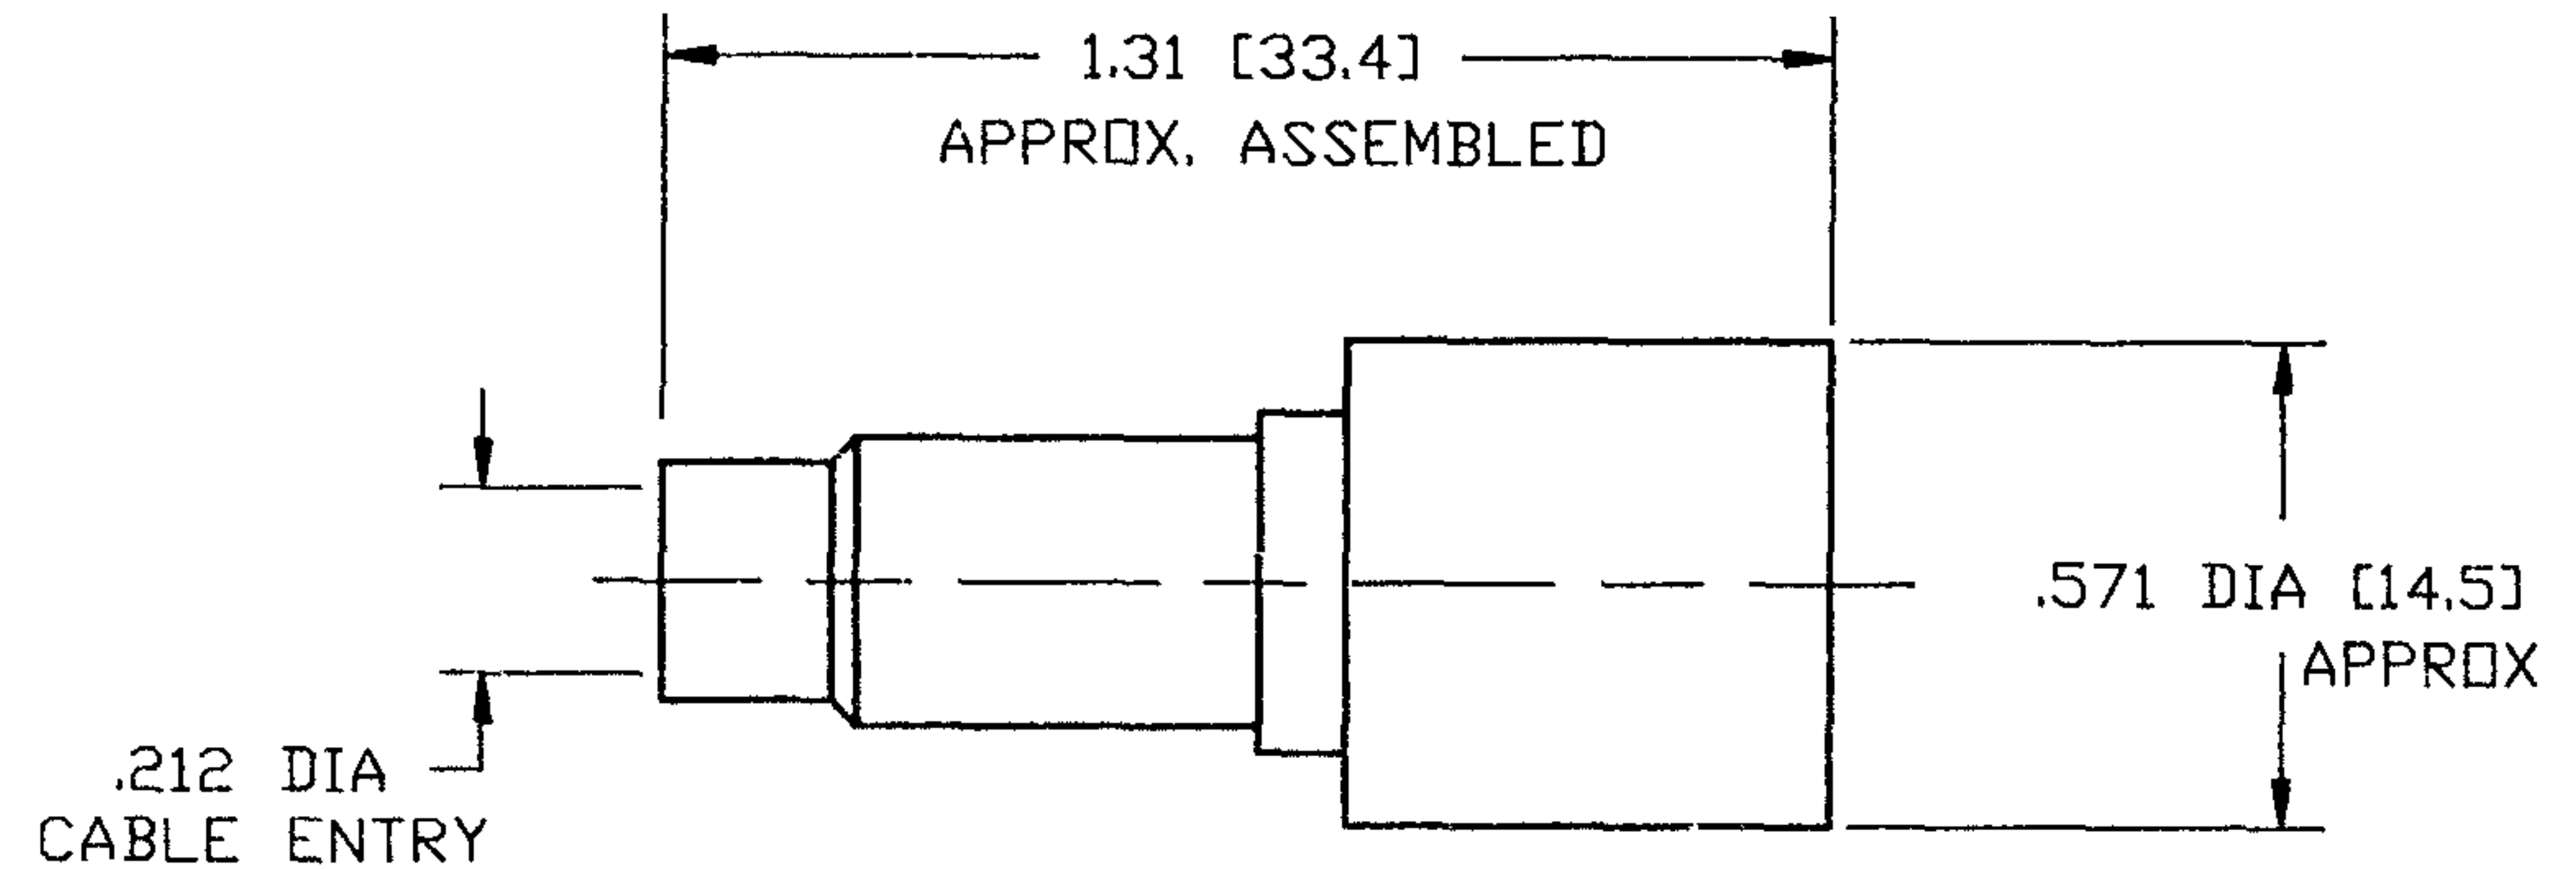 1.31 [33.4]
APPROX. ASSEMBLED
.571 DIA [14.5]
APPROX
.212 DIA
CABLE ENTRY